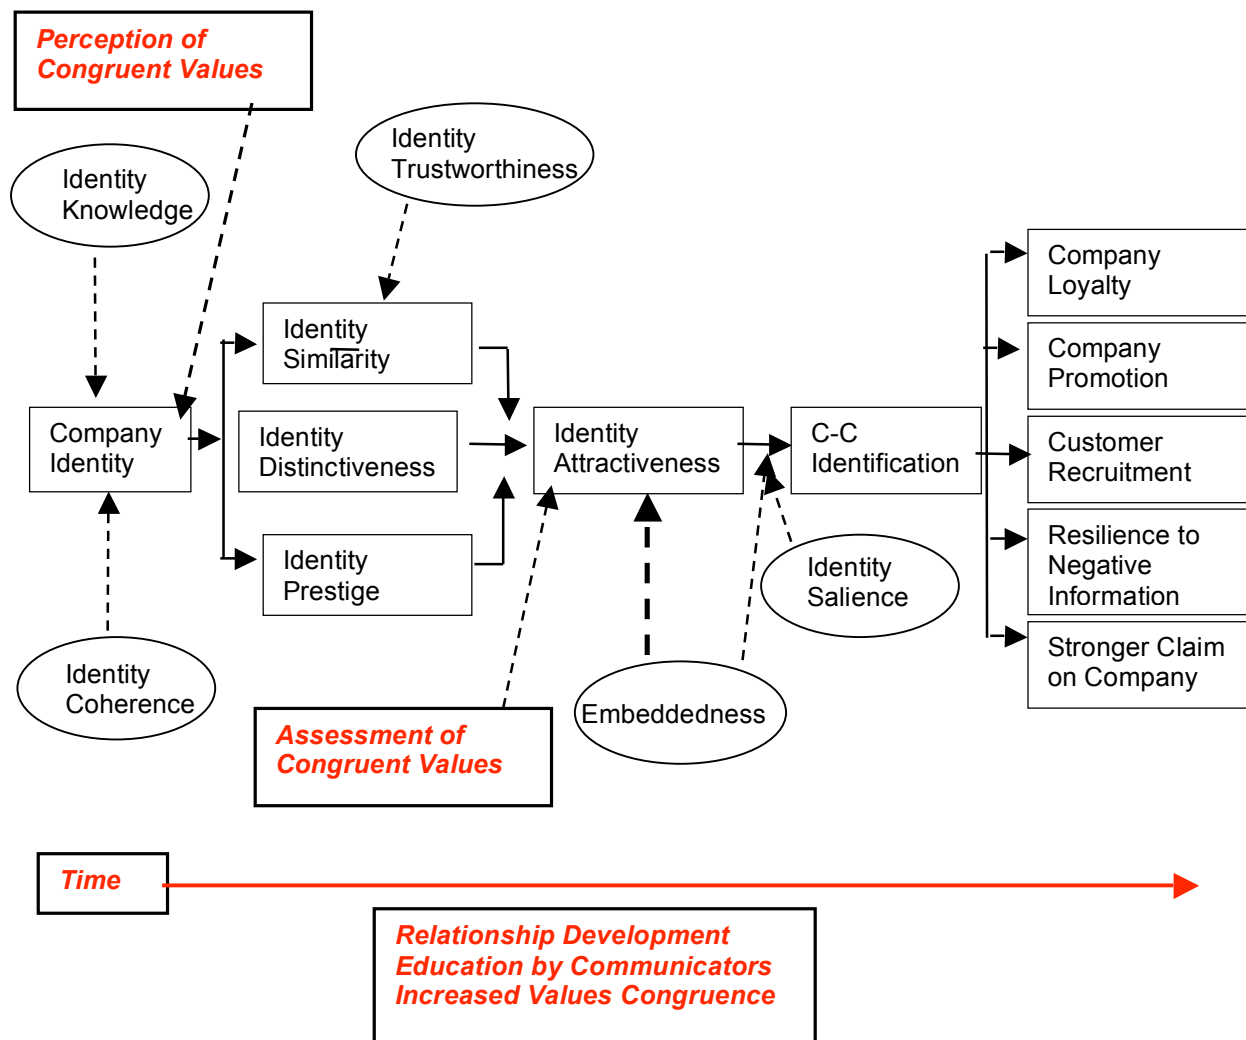 Perception of
Congruent Values
Identity
Trustworthiness
Identity
Knowledge
Company
Loyalty
Identity
Similarity
Company
Promotion
Company
Identity
Identity
Distinctiveness
Identity
Attractiveness
C-C
Identification
Customer
Recruitment
Identity
Prestige
Identity
Salience
Resilience to
Negative
Information
Identity
Coherence
Embeddedness
Stronger Claim
on Company
Assessment of
Congruent Values
Time
Relationship Development
Education by Communicators
Increased Values Congruence